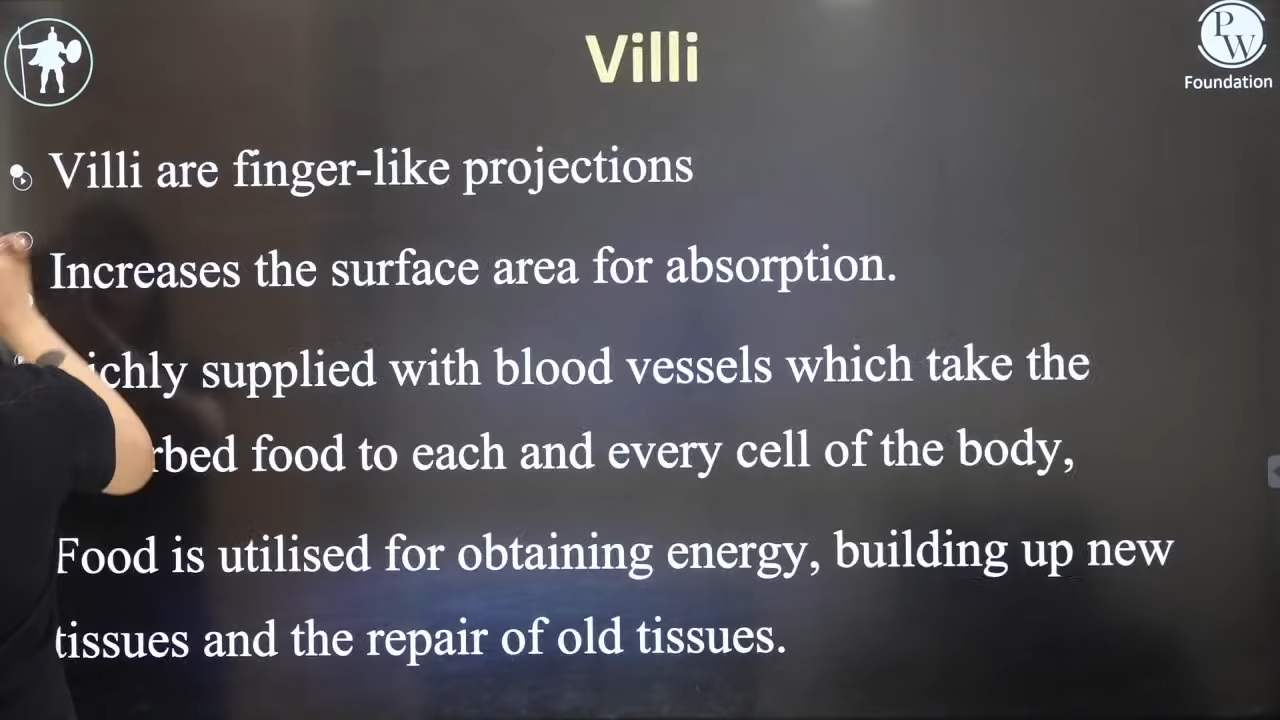 Villi
PW
Foundation
Villi are finger-like projections
Increases the surface area for absorption.
supplied with blood vessels which take the
food to each and every cell of the body,
Food is utilised for obtaining energy, building up new
tissues and the repair of old tissues.